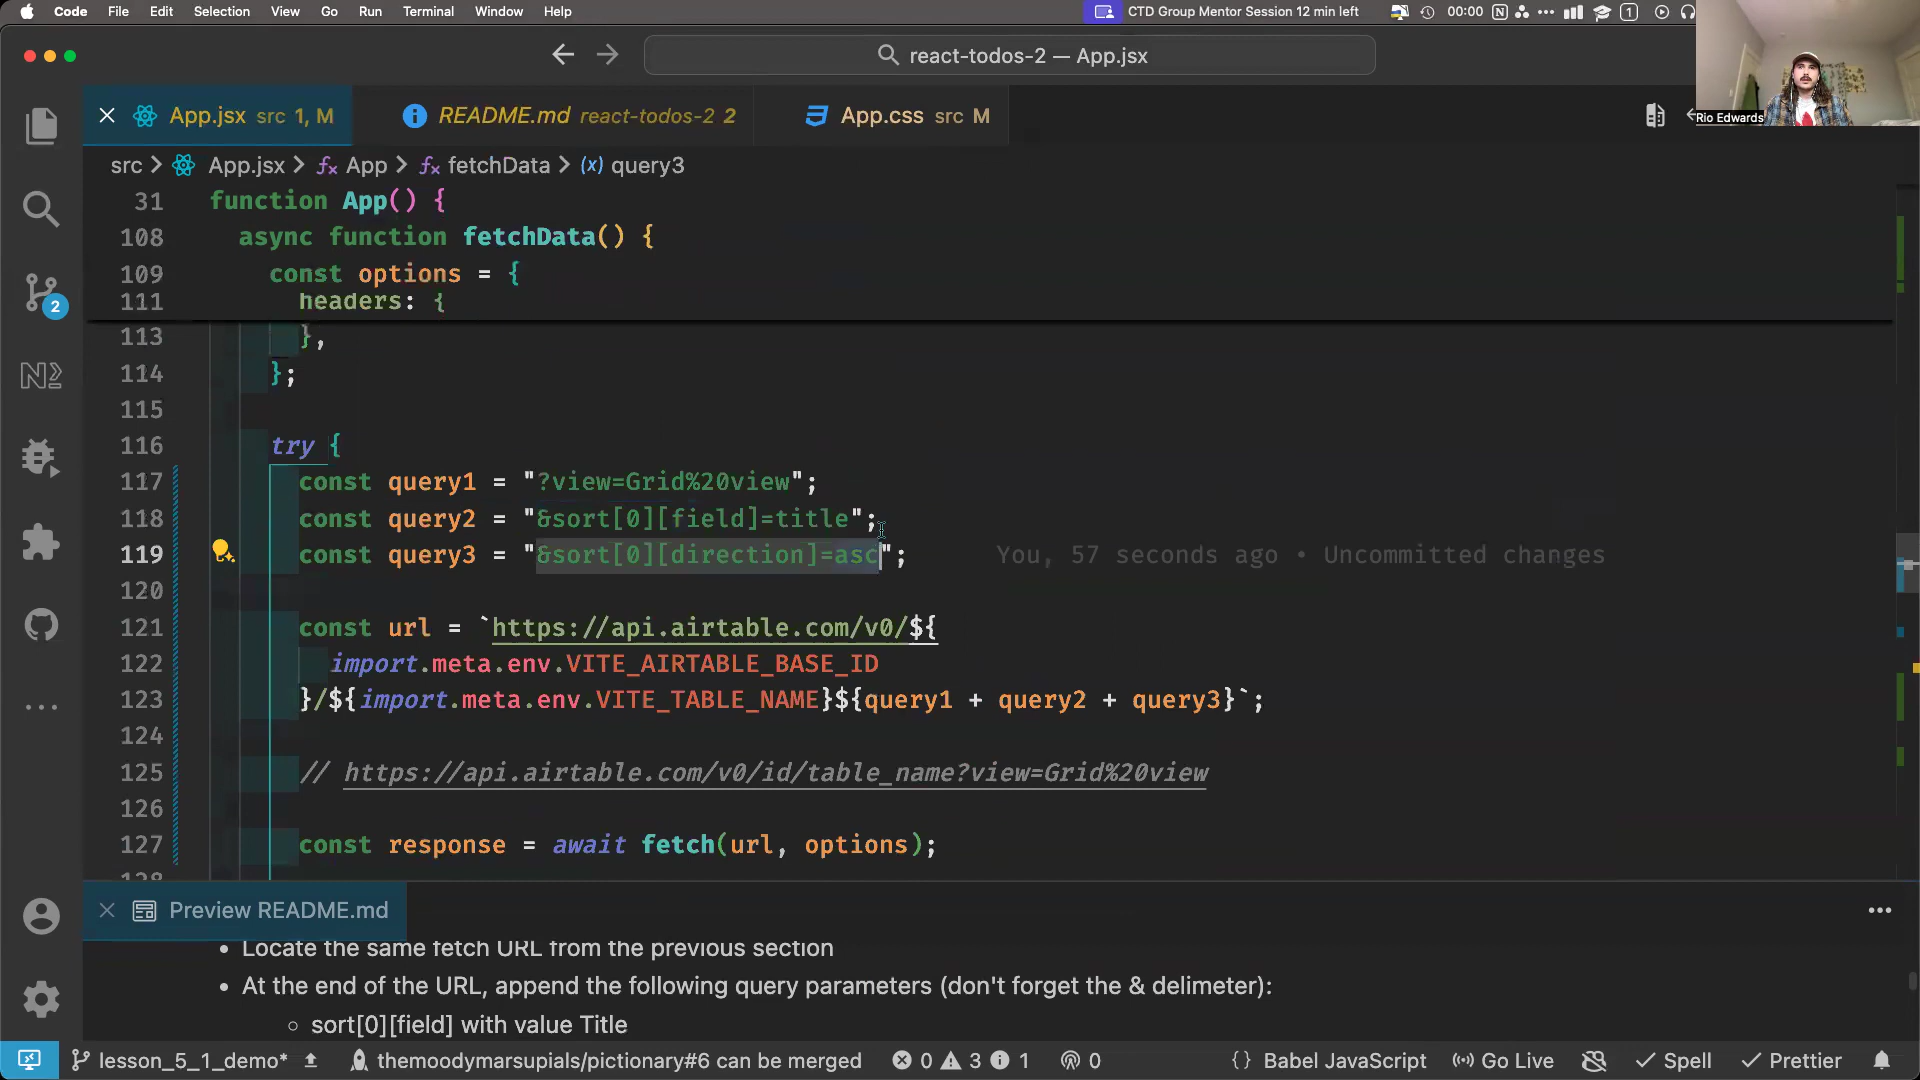 Code File Edit Selection View Go Run Terminal Window Help CTD Group Mentor Session 12 min left 00:00 1
react-todos-2 — App.jsx
Rio Edwards
App.jsx src 1, M README.md react-todos-2 2 App.css src M
src App.jsx App fetchData query3
31 function App() {
108 async function fetchData() {
109 const options = {
111 headers: {
113 },
114 };
115
116 try {
117 const query1 = "?view=Grid%20view";
118 const query2 = "&sort[0][field]=title";
119 const query3 = "&sort[0][direction]=asc"; You, 57 seconds ago • Uncommitted changes
120
121 const url = `https://api.airtable.com/v0/${
122 import.meta.env.VITE_AIRTABLE_BASE_ID
123 }/${import.meta.env.VITE_TABLE_NAME}${query1 + query2 + query3}`;
124
125 // https://api.airtable.com/v0/id/table_name?view=Grid%20view
126
127 const response = await fetch(url, options);
2
Preview README.md
• Locate the same fetch URL from the previous section
• At the end of the URL, append the following query parameters (don't forget the & delimeter):
◦ sort[0][field] with value Title
lesson_5_1_demo* themoodymarsupials/pictionary#6 can be merged 0 3 1 0 {} Babel JavaScript Go Live Spell Prettier